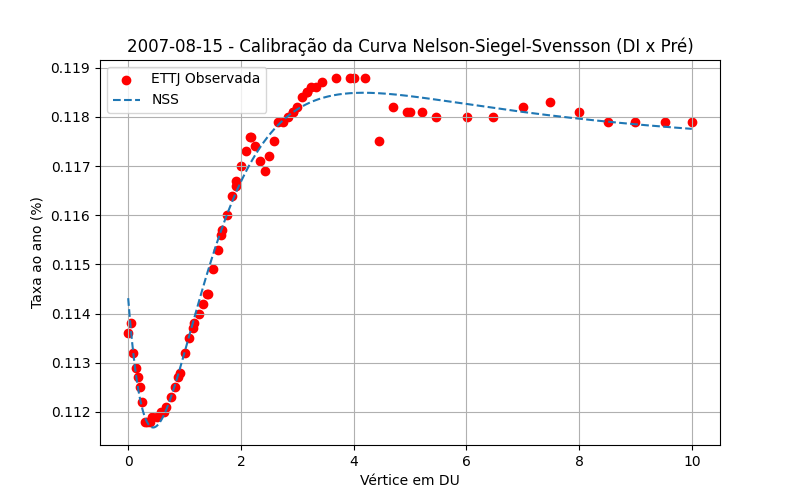 2007-08-15 - Calibração da Curva Nelson-Siegel-Svensson (DI x Pré)
ETTJ Observada
NSS
Taxa ao ano (%)
0.119
0.118
0.117
0.116
0.115
0.114
0.113
0.112
0 2 4 6 8 10
Vértice em DU